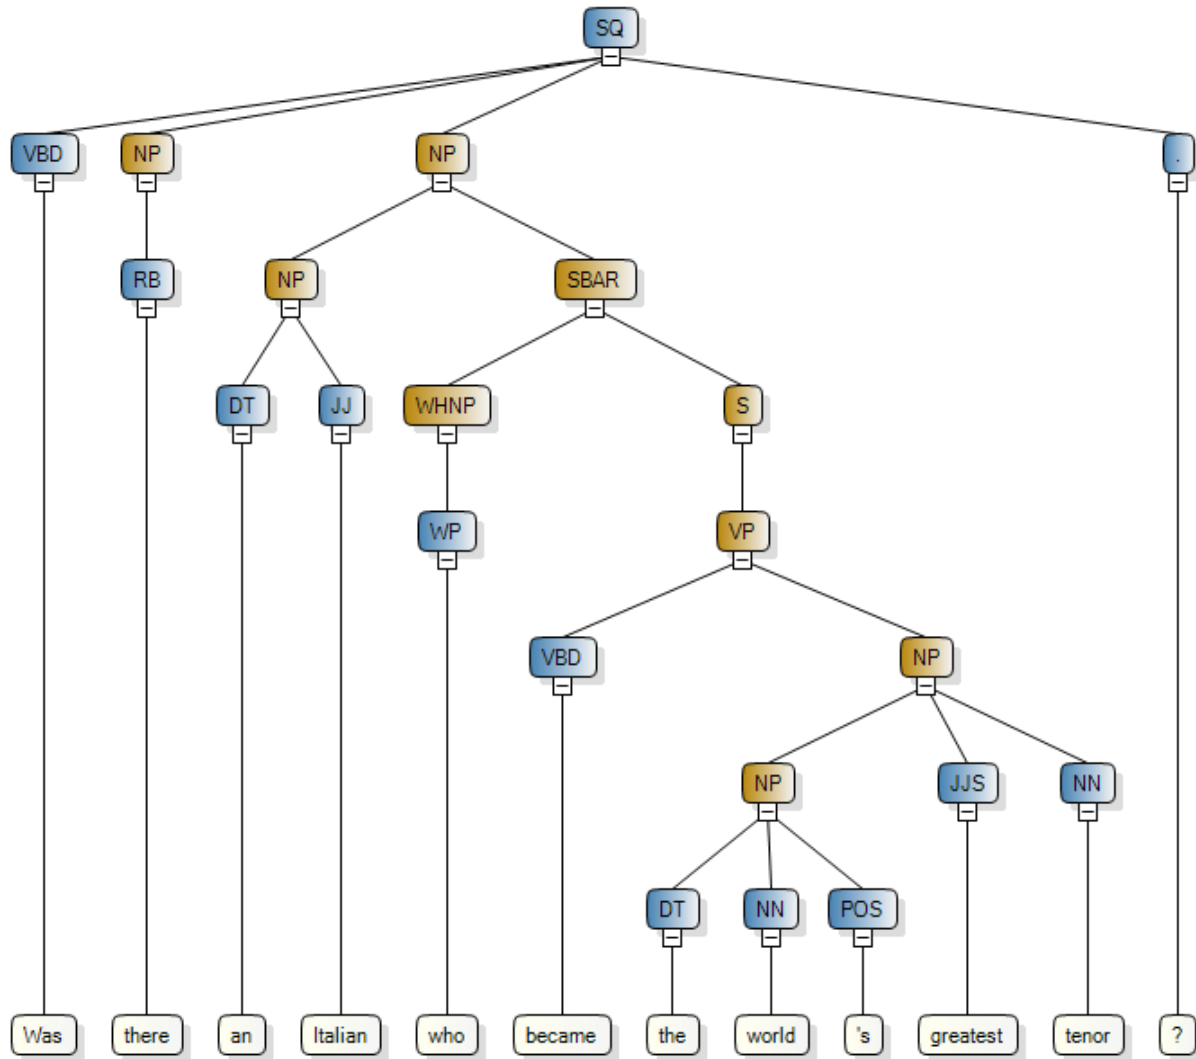 SQ
VBD NP NP .
RB NP SBAR
DT JJ WHNP S
WP VP
VBD NP
NP JJS NN
DT NN POS
Was there an Italian who became the world 's greatest tenor ?